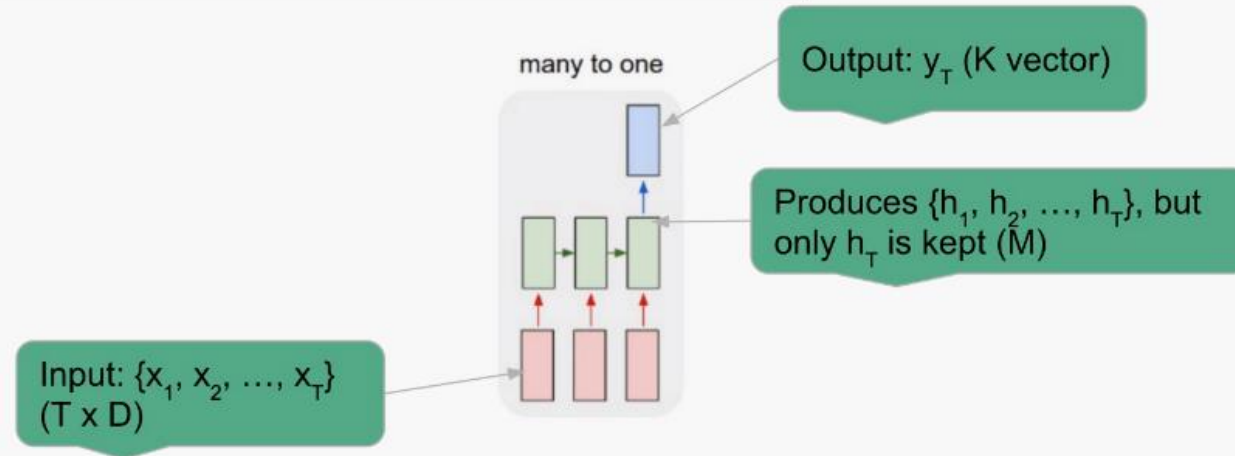 many to one
Output: y_T (K vector)
Produces {h_1, h_2, …, h_T}, but
only h_T is kept (M)
Input: {x_1, x_2, …, x_T}
(T x D)